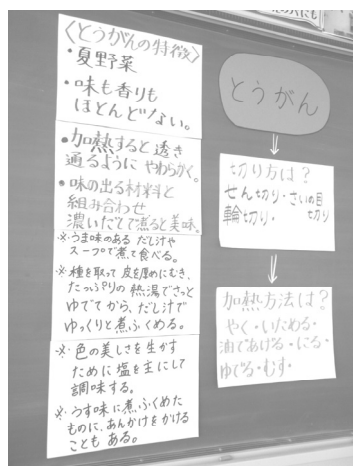 〈とうがんの特徴〉
・夏野菜
・味も香りも
ほとんどない。
・加熱すると透き
通るように やわらかく。
・味の出る材料と
組み合わせ
濃いだしで煮ると美味。
※・うま味のある だし汁や
スープで煮て食べる。
※・種を取って 皮を厚めにむき、
たっぷりの 熱湯でさっと
ゆでてから、だし汁で
ゆっくりと煮ふくめる。
※・色の美しさを生かす
ために 塩を主にして
調味する。
※・うす味に煮ふくめた
ものに、あんかけをかける
ことも ある。
とうがん
切り方は?
せん切り・さいの目
輪切り・ 切り
加熱方法は?
やく・いためる・
油であげる・にる・
ゆでる・むす・